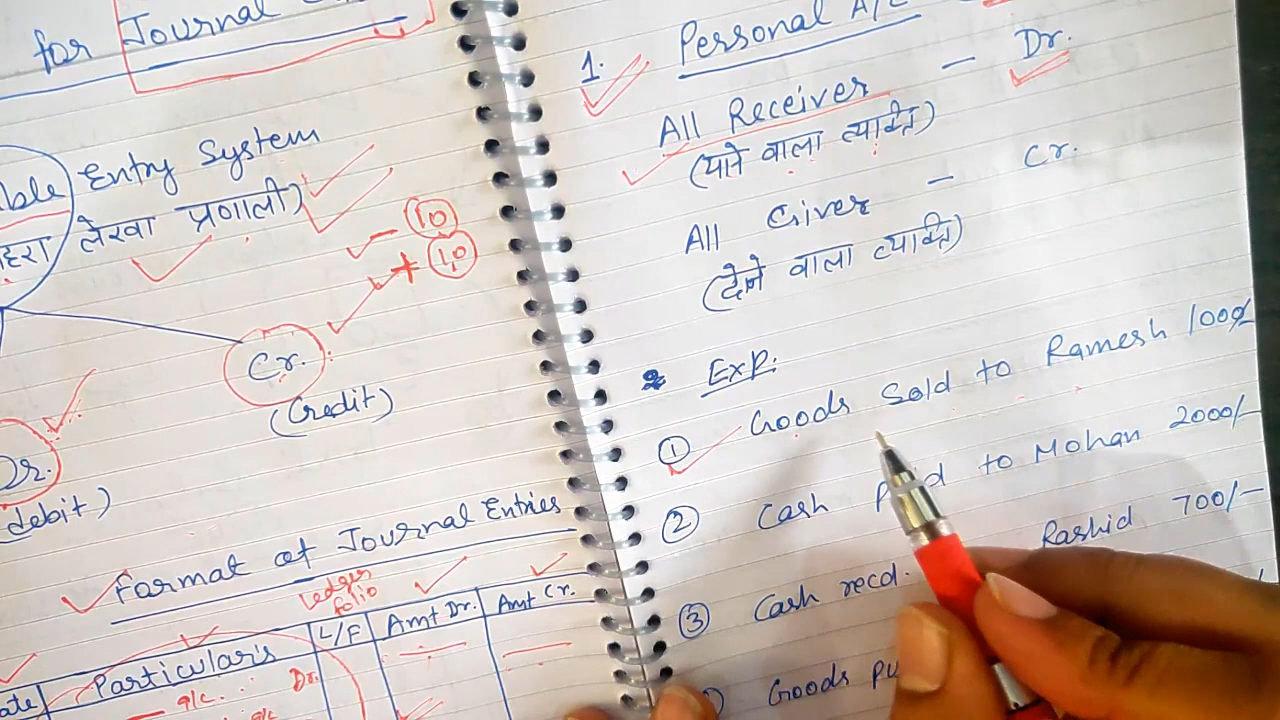 for Journal
Entry System
लेखा प्रणाली)
- 10
+ 10
Cr.
(Credit)
Dr.
debit)
Format of Journal Entries
Ledger
folio
Particulars
L/F
Amt Dr.
Amt Cr.
a/c. Dr.
a/c
1. Personal A/c
All Receiver – Dr.
(पाने वाला व्यक्ति)
All Giver – Cr.
(देने वाला व्यक्ति)
Exp.
① Goods Sold to Ramesh 1000/-
② Cash to Mohan 2000/-
③ Cash recd. Rashid 700/-
Goods